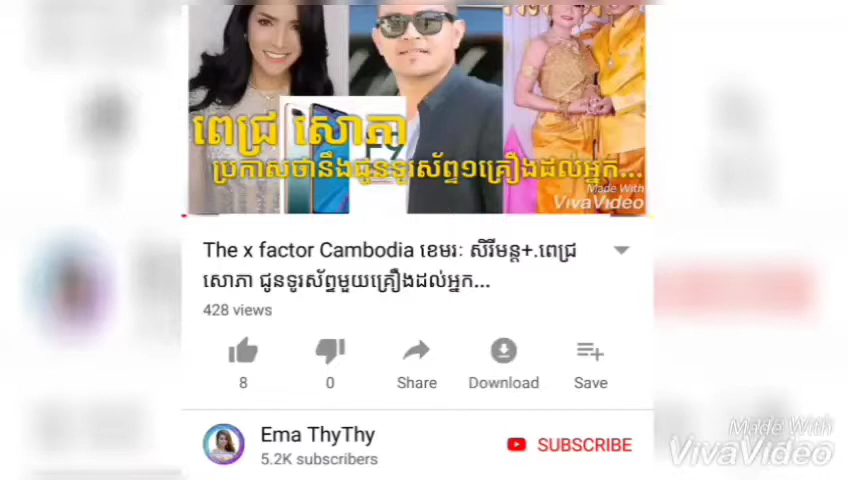 ពេជ្រ សោភា
F9
ប្រកាសថានឹងជូនទូរស័ព្ទ១គ្រឿងដល់អ្នក...
Made With
VivaVideo
The x factor Cambodia ខេមរៈ សិរីមន្ត+.ពេជ្រ
សោភា ជូនទូរស័ព្ទមួយគ្រឿងដល់អ្នក...
428 views
8
0
Share
Download
Save
Ema ThyThy
5.2K subscribers
SUBSCRIBE
Made With
VivaVideo